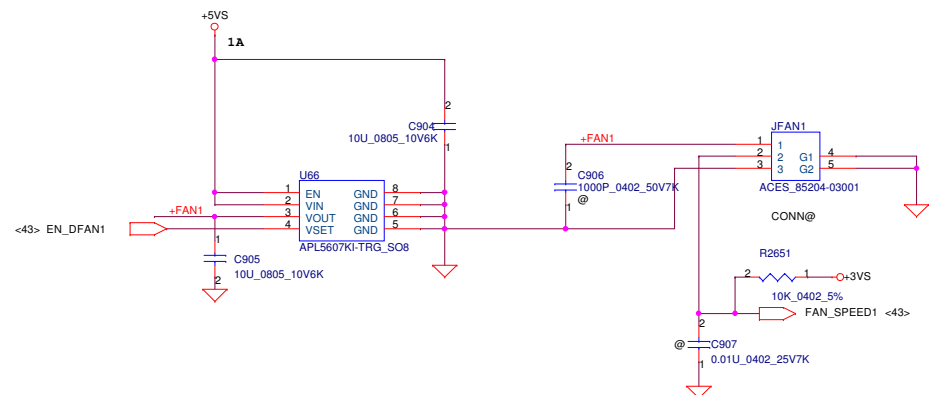 +5VS
1A
2
C904
10U_0805_10V6K
1
U66
1 EN GND 8
2 VIN GND 7
+FAN1 3 VOUT GND 6
<43> EN_DFAN1 4 VSET GND 5
APL5607KI-TRG_SO8
1
C905
10U_0805_10V6K
2
+FAN1
2
C906
1000P_0402_50V7K
@
1
JFAN1
1 1
2 2 G1 4
3 3 G2 5
ACES_85204-03001
CONN@
R2651
2 1 +3VS
10K_0402_5%
FAN_SPEED1 <43>
2
@ C907
0.01U_0402_25V7K
1